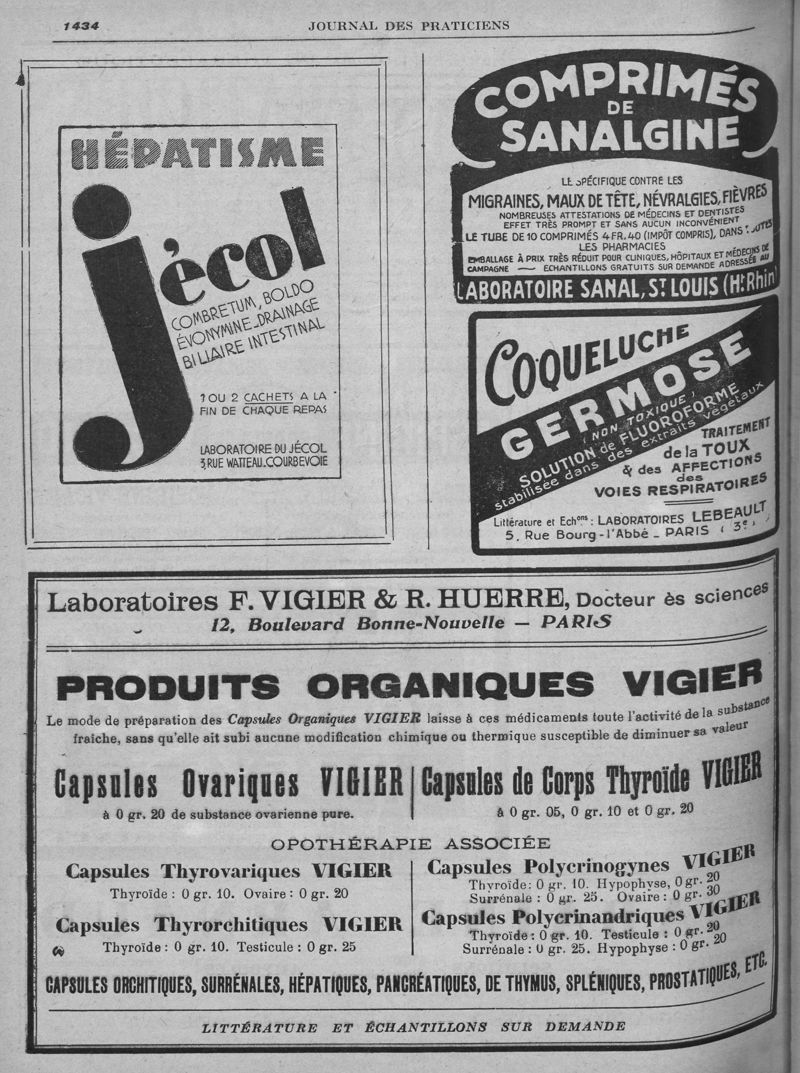 1434
JOURNAL DES PRATICIENS
HÉPATISME
jécol
COMBRETUM, BOLDO
ÉVONYMINE-DRAINAGE
BILIAIRE INTESTINAL
1 OU 2 CACHETS A LA
FIN DE CHAQUE REPAS
LABORATOIRE DU JÉCOL
3, RUE WATTEAU. COURBEVOIE
COMPRIMÉS
DE
SANALGINE
LE SPÉCIFIQUE CONTRE LES
MIGRAINES, MAUX DE TÊTE, NÉVRALGIES, FIÈVRES
NOMBREUSES ATTESTATIONS DE MÉDECINS ET DENTISTES
EFFET TRÈS PROMPT ET SANS AUCUN INCONVÉNIENT
LE TUBE DE 10 COMPRIMÉS 4 FR. 40 (IMPÔT COMPRIS), DANS TOUTES
LES PHARMACIES
EMBALLAGE À PRIX TRÈS RÉDUIT POUR CLINIQUES, HÔPITAUX ET MÉDECINS DE
CAMPAGNE — ÉCHANTILLONS GRATUITS SUR DEMANDE ADRESSÉE AU
LABORATOIRE SANAL, ST LOUIS (Ht Rhin)
COQUELUCHE
GERMOSE
(NON TOXIQUE)
SOLUTION de FLUOROFORME
stabilisée dans des extraits végétaux
TRAITEMENT
de la TOUX
& des AFFECTIONS
des
VOIES RESPIRATOIRES
Littérature et Echons : LABORATOIRES LEBEAULT
5, Rue Bourg-l'Abbé - PARIS (3e)
Laboratoires F. VIGIER & R. HUERRE, Docteur ès sciences
12, Boulevard Bonne-Nouvelle — PARIS
PRODUITS ORGANIQUES VIGIER
Le mode de préparation des Capsules Organiques VIGIER laisse à ces médicaments toute l'activité de la substance
fraiche, sans qu'elle ait subi aucune modification chimique ou thermique susceptible de diminuer sa valeur
Capsules Ovariques VIGIER
à 0 gr. 20 de substance ovarienne pure.
Capsules de Corps Thyroïde VIGIER
à 0 gr. 05, 0 gr. 10 et 0 gr. 20
OPOTHÉRAPIE ASSOCIÉE
Capsules Thyrovariques VIGIER
Thyroïde : 0 gr. 10. Ovaire : 0 gr. 20
Capsules Thyrorchitiques VIGIER
Thyroïde : 0 gr. 10. Testicule : 0 gr. 25
Capsules Polycrinogynes VIGIER
Thyroïde: 0 gr. 10. Hypophyse, 0 gr. 20
Surrénale : 0 gr. 25. Ovaire : 0 gr. 30
Capsules Polycrinandriques VIGIER
Thyroïde : 0 gr. 10. Testicule : 0 gr. 20
Surrénale : 0 gr. 25. Hypophyse : 0 gr. 20
CAPSULES ORCHITIQUES, SURRÉNALES, HÉPATIQUES, PANCRÉATIQUES, DE THYMUS, SPLÉNIQUES, PROSTATIQUES, ETC.
LITTÉRATURE ET ÉCHANTILLONS SUR DEMANDE